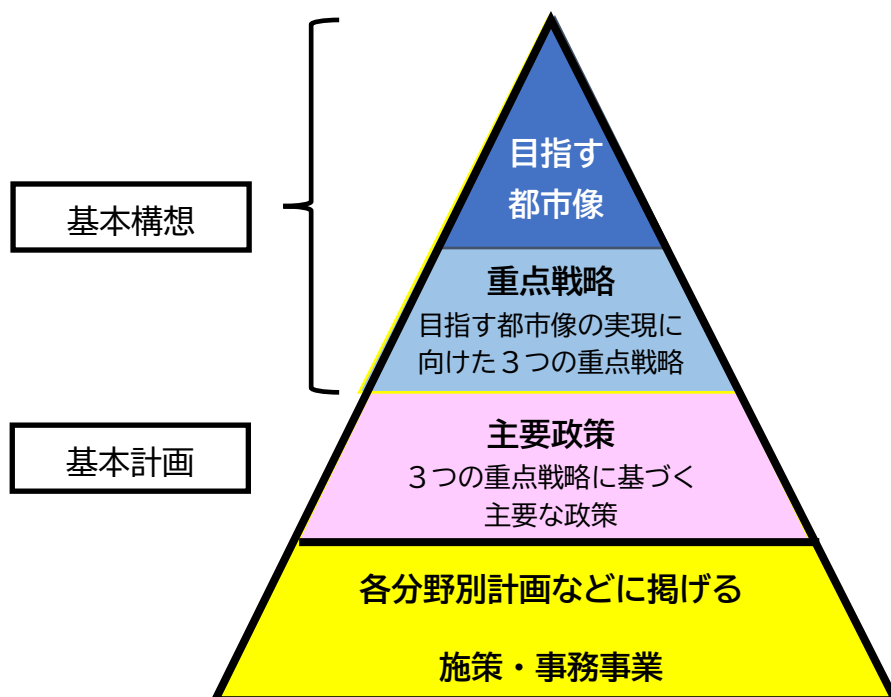 目指す
都市像
基本構想
重点戦略
目指す都市像の実現に
向けた３つの重点戦略
基本計画
主要政策
３つの重点戦略に基づく
主要な政策
各分野別計画などに掲げる
施策・事務事業